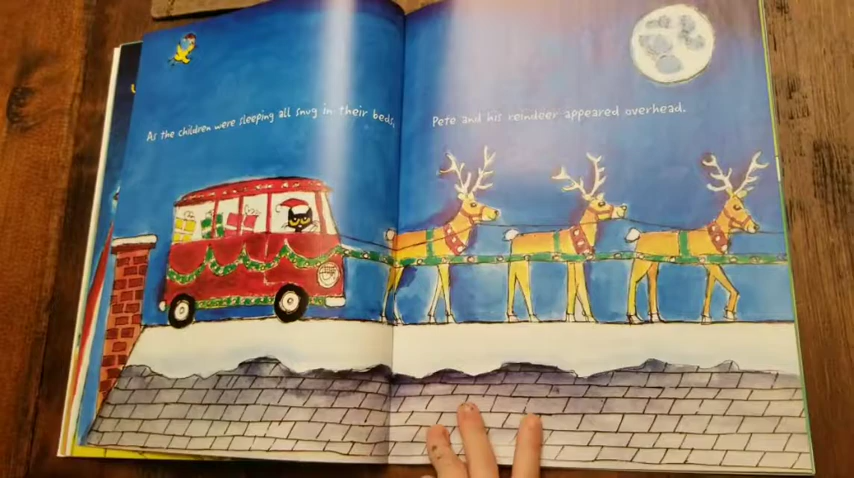 As the children were sleeping all snug in their beds,
Pete and his reindeer appeared overhead.